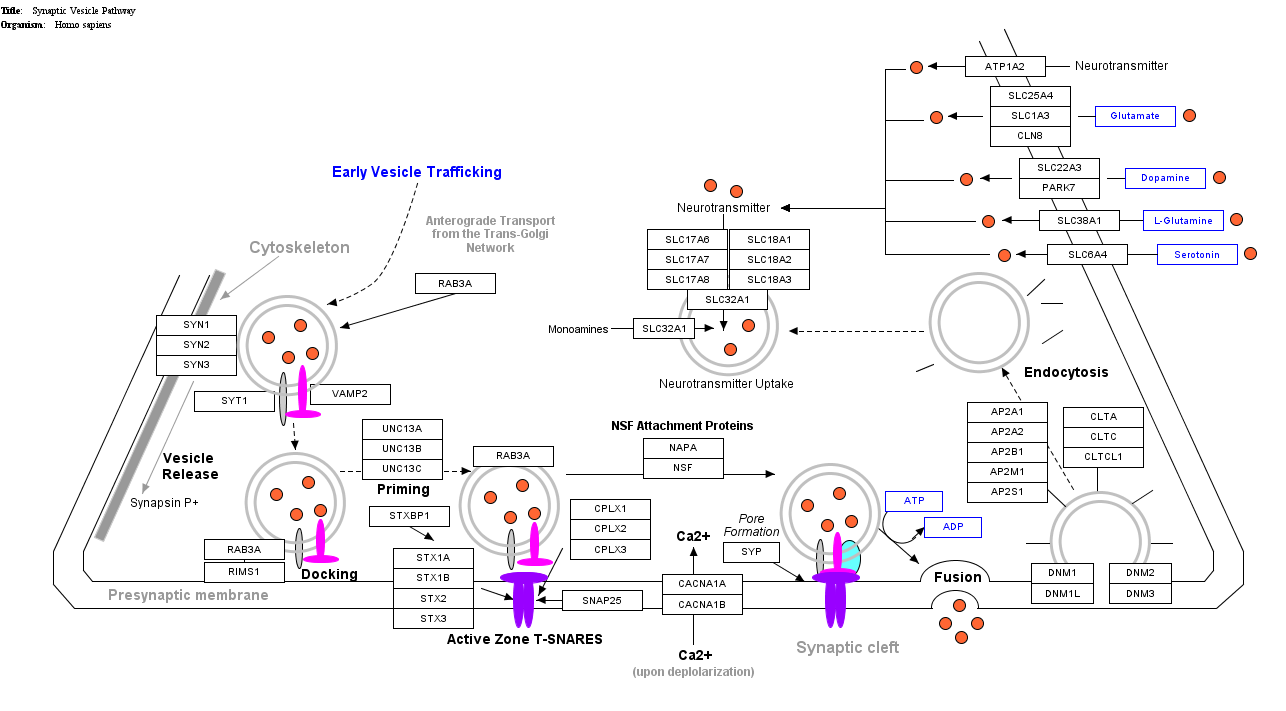 Title: Synaptic Vesicle Pathway
Organism: Homo sapiens
ATP1A2
Neurotransmitter
SLC25A4
SLC1A3
CLN8
Glutamate
SLC22A3
PARK7
Dopamine
SLC38A1
L-Glutamine
SLC6A4
Serotonin
Early Vesicle Trafficking
Anterograde Transport
from the Trans-Golgi
Network
Cytoskeleton
RAB3A
Neurotransmitter
SLC17A6
SLC18A1
SLC17A7
SLC18A2
SLC17A8
SLC18A3
SLC32A1
Monoamines
SLC32A1
Neurotransmitter Uptake
SYN1
SYN2
SYN3
SYT1
VAMP2
Endocytosis
AP2A1
AP2A2
AP2B1
AP2M1
AP2S1
CLTA
CLTC
CLTCL1
UNC13A
UNC13B
UNC13C
Priming
Vesicle
Release
Synapsin P+
RAB3A
NSF Attachment Proteins
NAPA
NSF
STXBP1
CPLX1
CPLX2
CPLX3
Ca2+
Pore
Formation
SYP
ATP
ADP
RAB3A
RIMS1
Docking
Presynaptic membrane
STX1A
STX1B
STX2
STX3
SNAP25
CACNA1A
CACNA1B
Fusion
DNM1
DNM1L
DNM2
DNM3
Active Zone T-SNARES
Ca2+
(upon deplolarization)
Synaptic cleft